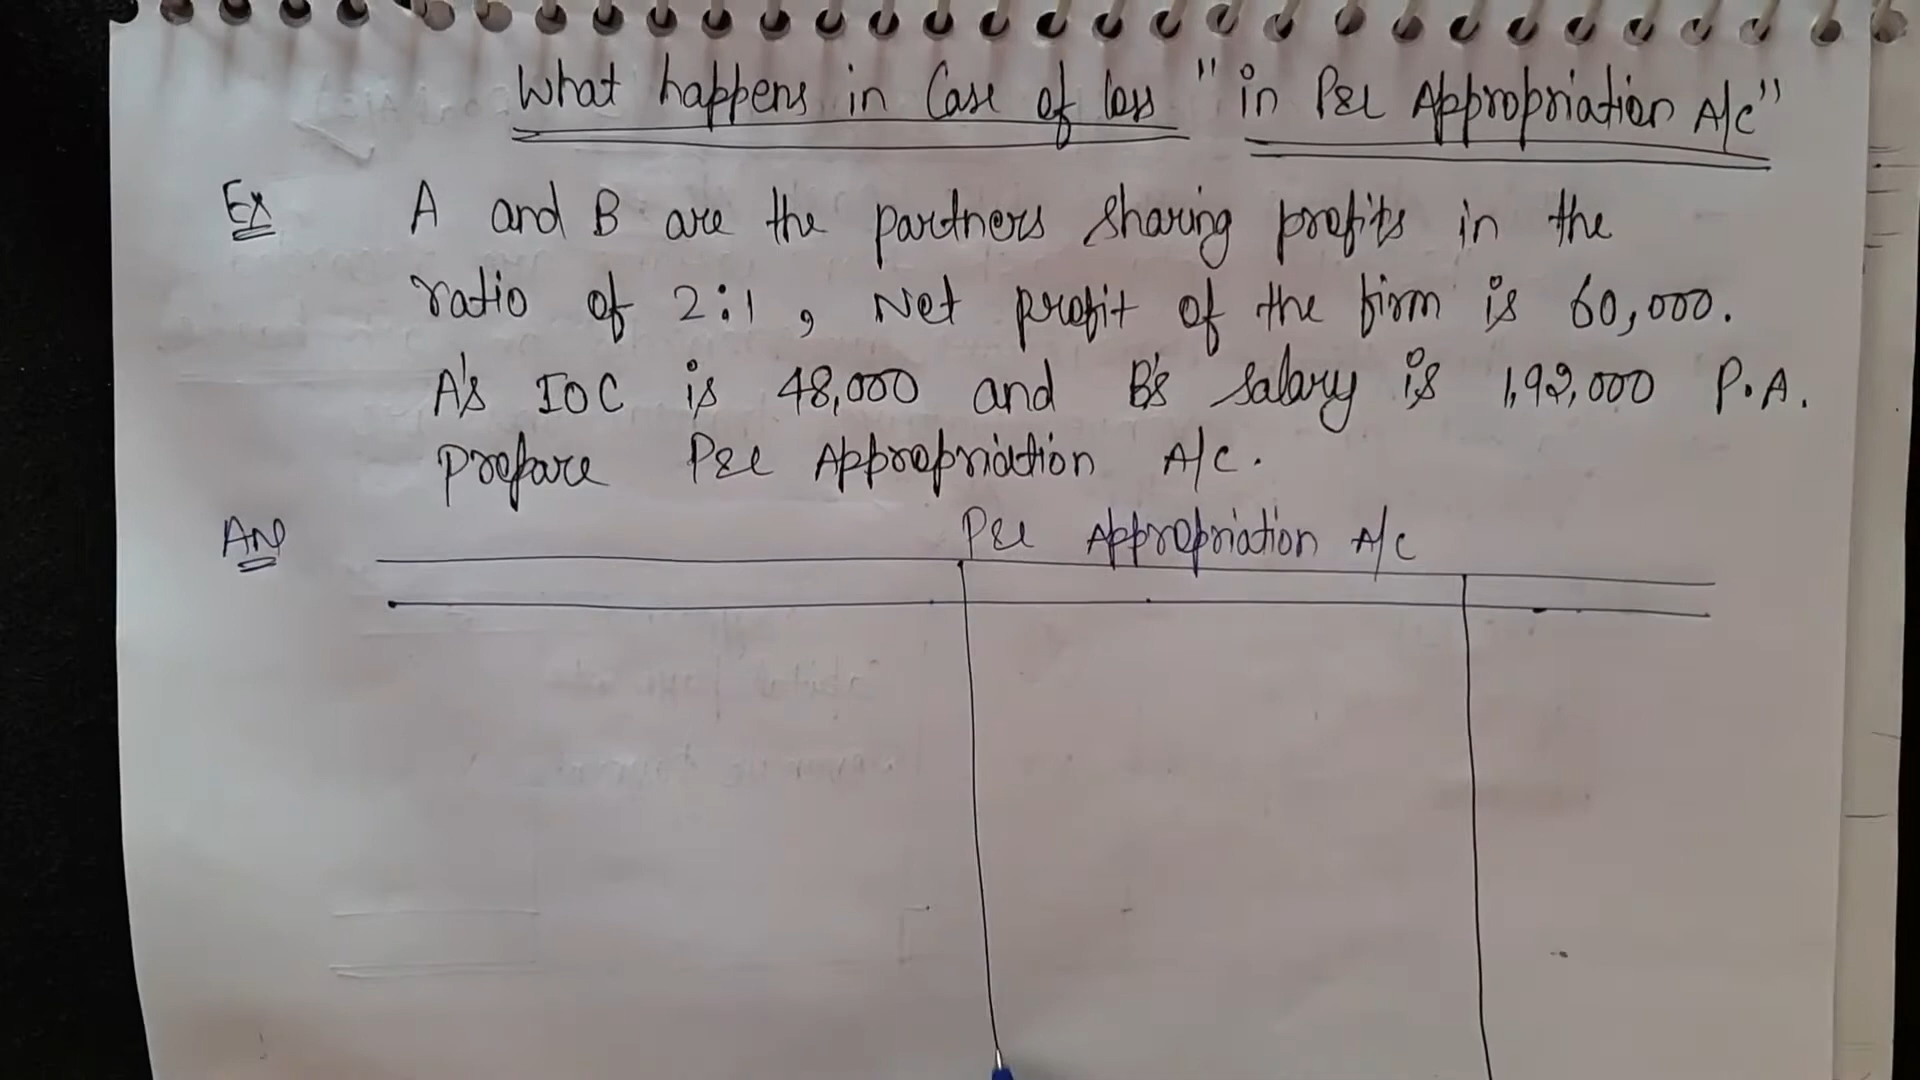 What happens in Case of loss "in P&L Appropriation A/c"
Ex A and B are the partners sharing profits in the
ratio of 2:1, Net profit of the firm is 60,000.
A's IOC is 48,000 and B's salary is 1,92,000 P.A.
prepare P&L Appropriation A/c.
Ans P&L Appropriation A/c